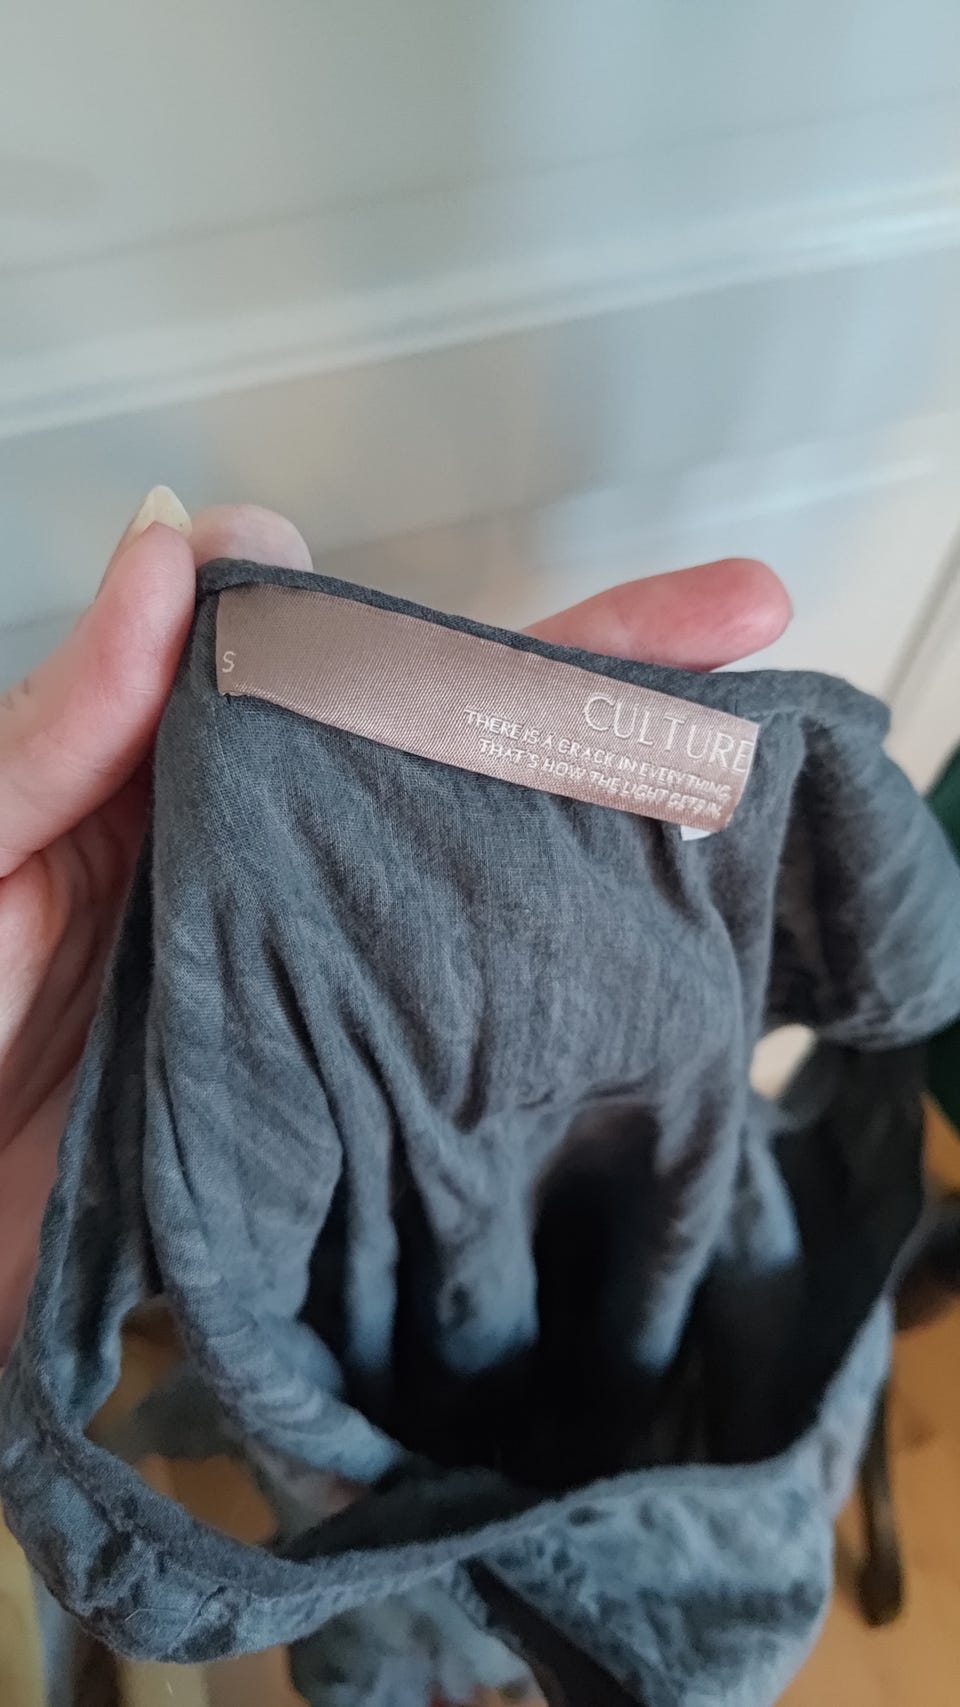 S
CULTURE
THERE IS A CRACK IN EVERYTHING
THAT'S HOW THE LIGHT GETS IN